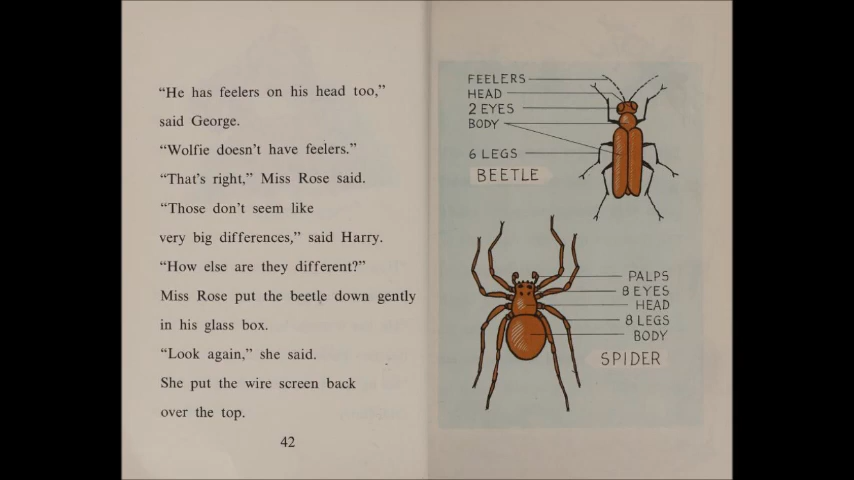 “He has feelers on his head too,”
said George.
“Wolfie doesn’t have feelers.”
“That’s right,” Miss Rose said.
“Those don’t seem like
very big differences,” said Harry.
“How else are they different?”
Miss Rose put the beetle down gently
in his glass box.
“Look again,” she said.
She put the wire screen back
over the top.
42
FEELERS
HEAD
2 EYES
BODY
6 LEGS
BEETLE
PALPS
8 EYES
HEAD
8 LEGS
BODY
SPIDER